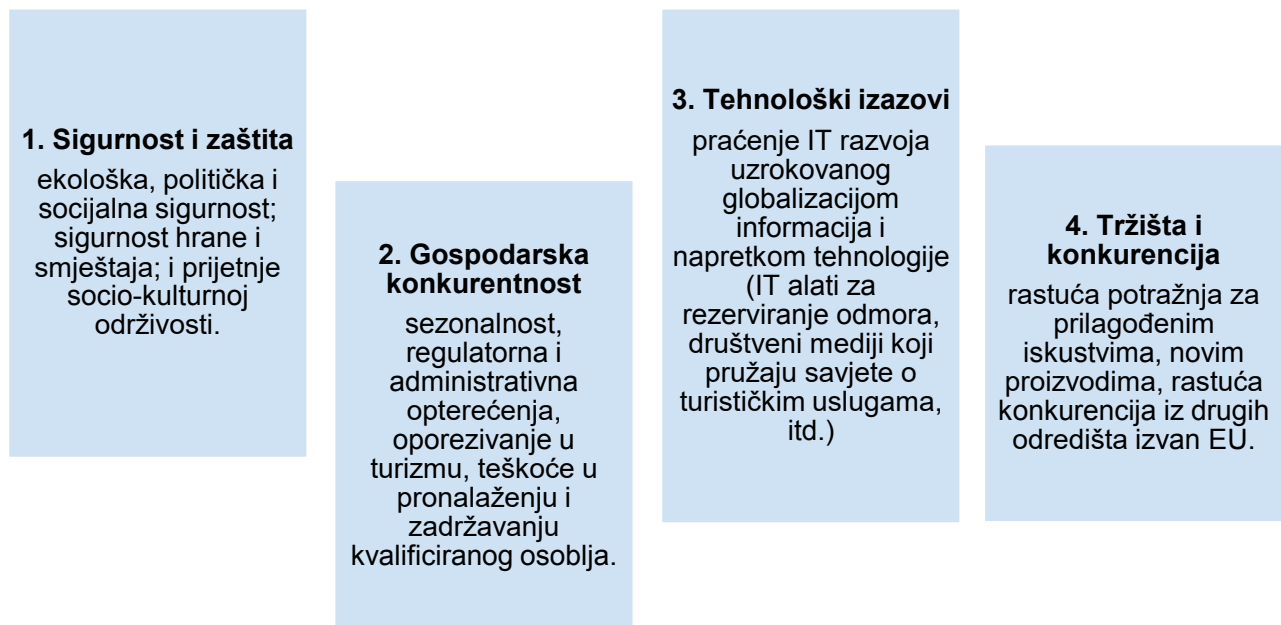 1. Sigurnost i zaštita
ekološka, politička i
socijalna sigurnost;
sigurnost hrane i
smještaja; i prijetnje
socio-kulturnoj
održivosti.
2. Gospodarska
konkurentnost
sezonalnost,
regulatorna i
administrativna
opterećenja,
oporezivanje u
turizmu, teškoće u
pronalaženju i
zadržavanju
kvalificiranog osoblja.
3. Tehnološki izazovi
praćenje IT razvoja
uzrokovanog
globalizacijom
informacija i
napretkom tehnologije
(IT alati za
rezerviranje odmora,
društveni mediji koji
pružaju savjete o
turističkim uslugama,
itd.)
4. Tržišta i
konkurencija
rastuća potražnja za
prilagođenim
iskustvima, novim
proizvodima, rastuća
konkurencija iz drugih
odredišta izvan EU.